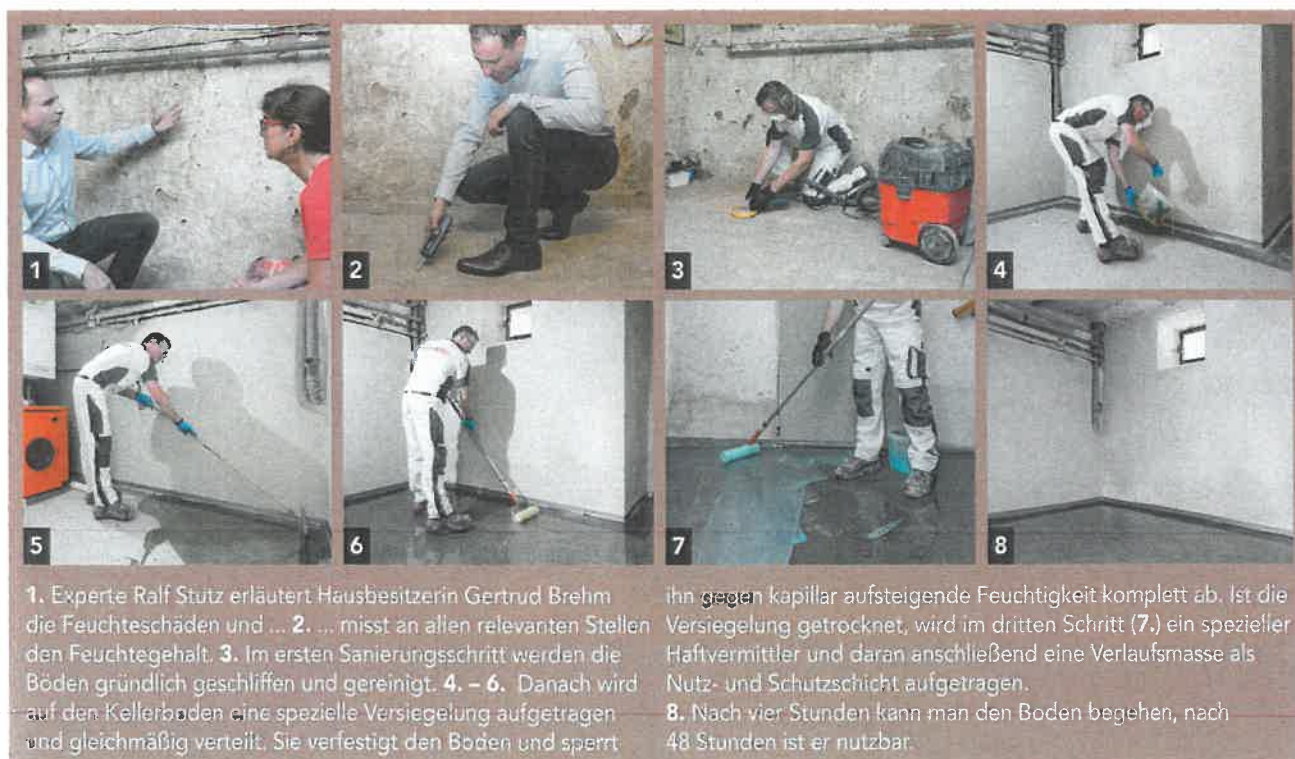 1
2
3
4
5
6
7
8
1. Experte Ralf Stütz erläutert Hausbesitzerin Gertrud Brehm
die Feuchteschäden und ... 2. ... misst an allen relevanten Stellen
den Feuchtegehalt. 3. Im ersten Sanierungsschritt werden die
Böden gründlich geschliffen und gereinigt. 4. – 6. Danach wird
auf den Kellerboden eine spezielle Versiegelung aufgetragen
und gleichmäßig verteilt. Sie verfestigt den Boden und sperrt
ihn gegen kapillar aufsteigende Feuchtigkeit komplett ab. Ist die
Versiegelung getrocknet, wird im dritten Schritt (7.) ein spezieller
Haftvermittler und daran anschließend eine Verlaufsmasse als
Nutz- und Schutzschicht aufgetragen.
8. Nach vier Stunden kann man den Boden begehen, nach
48 Stunden ist er nutzbar.